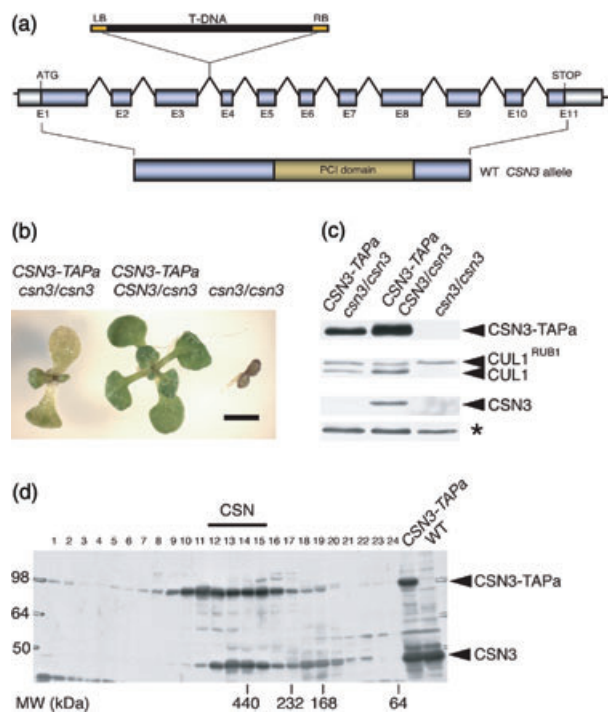 (a)
LB T-DNA RB
ATG STOP
E1 E2 E3 E4 E5 E6 E7 E8 E9 E10 E11
PCI domain
WT CSN3 allele
(b)
CSN3-TAPa CSN3-TAPa
csn3/csn3 CSN3/csn3 csn3/csn3
(c)
CSN3-TAPa
csn3/csn3
CSN3-TAPa
CSN3/csn3
csn3/csn3
CSN3-TAPa
CUL1RUB1
CUL1
CSN3
*
(d)
CSN
1 2 3 4 5 6 7 8 9 10 11 12 13 14 15 16 17 18 19 20 21 22 23 24
CSN3-TAPa
WT
98
CSN3-TAPa
64
50
CSN3
MW (kDa) 440 232 168 64